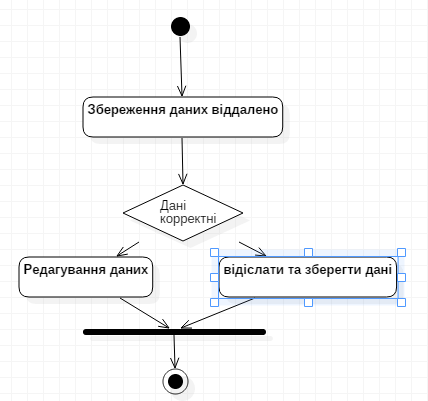 Збереження даних віддалено
Дані
корректні
Редагування даних
відіслати та зберегти дані